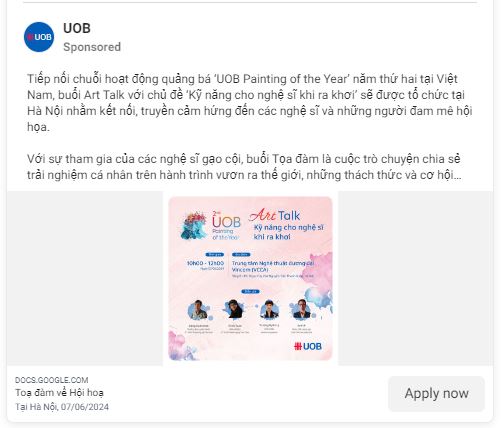 UOB
UOB
Sponsored
Tiếp nối chuỗi hoạt động quảng bá ‘UOB Painting of the Year’ năm thứ hai tại Việt
Nam, buổi Art Talk với chủ đề ‘Kỹ năng cho nghệ sĩ khi ra khơi’ sẽ được tổ chức tại
Hà Nội nhằm kết nối, truyền cảm hứng đến các nghệ sĩ và những người đam mê hội
họa.
Với sự tham gia của các nghệ sĩ gạo cội, buổi Tọa đàm là cuộc trò chuyện chia sẻ
trải nghiệm cá nhân trên hành trình vươn ra thế giới, những thách thức và cơ hội...
2nd
UOB
Painting
of the Year
Art Talk
Kỹ năng cho nghệ sĩ
khi ra khơi
10h00 - 12h00
Trung tâm Nghệ thuật đương đại
Vincom (VCCA)
UOB
DOCS.GOOGLE.COM
Toạ đàm về Hội hoạ
Tại Hà Nội, 07/06/2024
Apply now